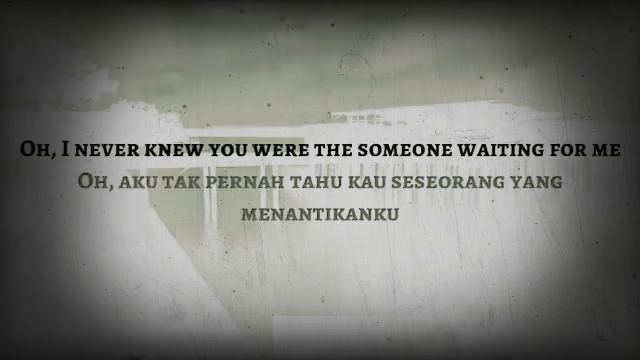 Oh, I never knew you were the someone waiting for me
Oh, aku tak pernah tahu kau seseorang yang
menantikanku